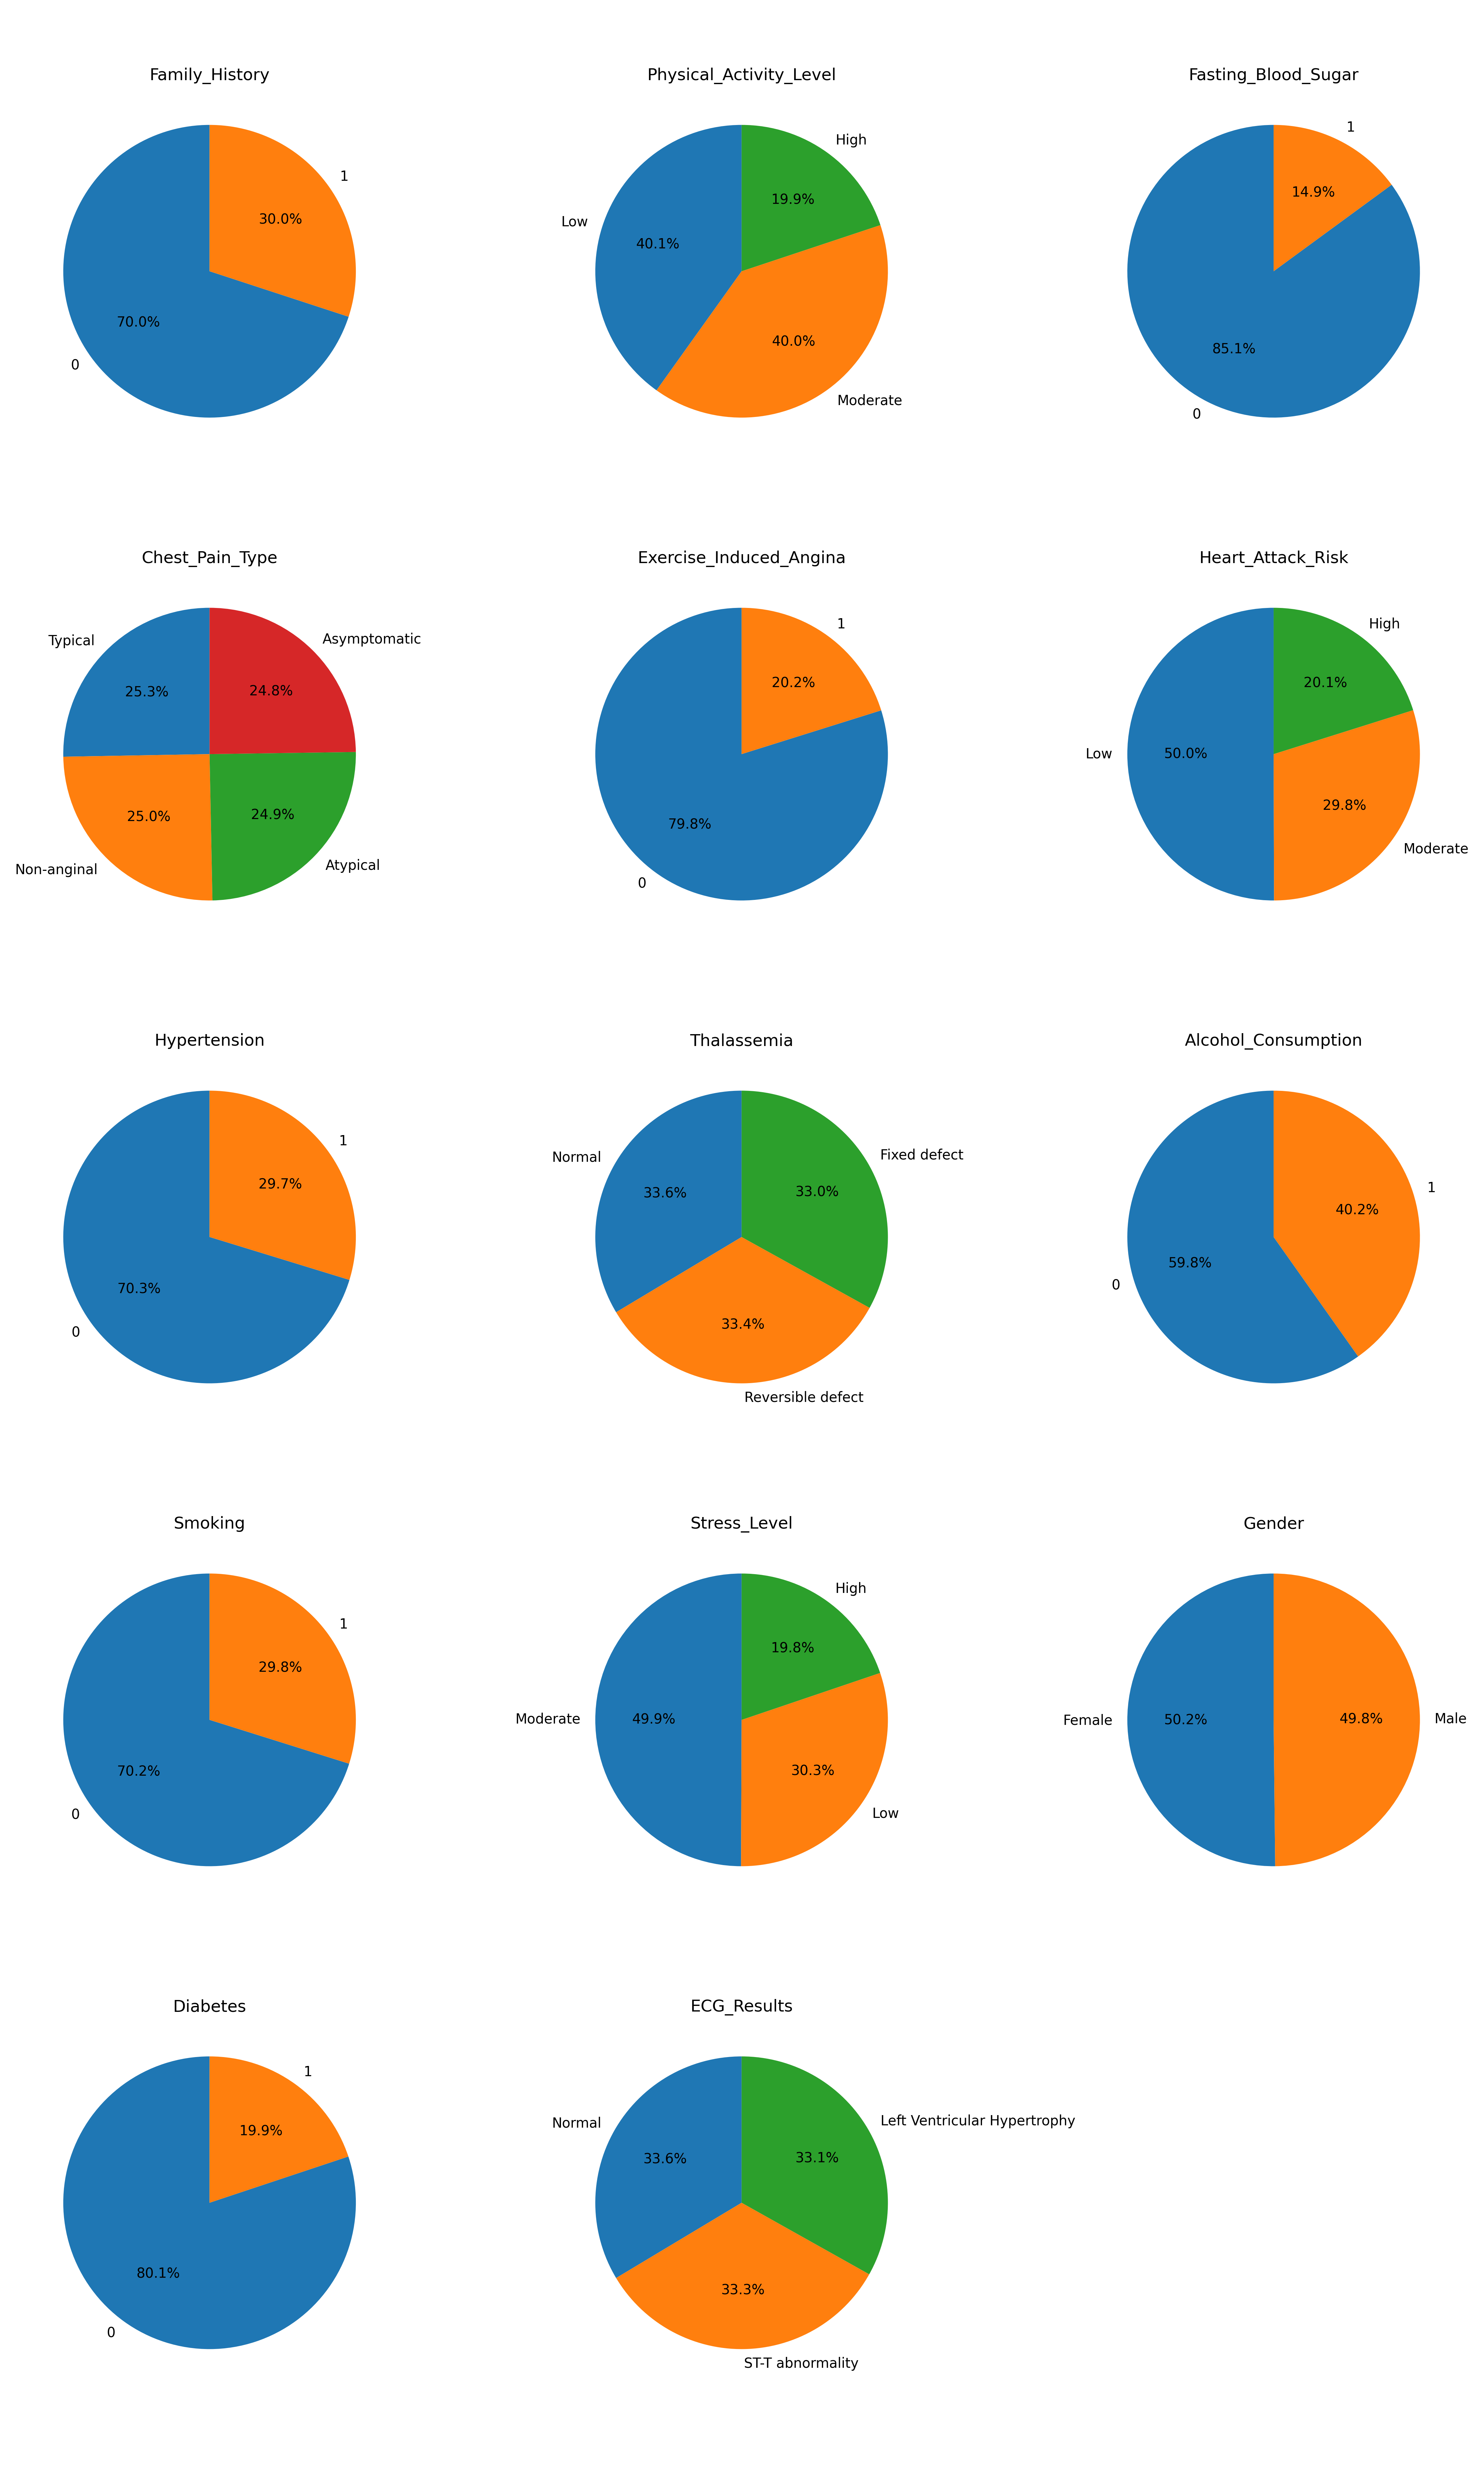 Family_History
1
30.0%
70.0%
0
Physical_Activity_Level
High
19.9%
Low
40.1%
40.0%
Moderate
Fasting_Blood_Sugar
1
14.9%
85.1%
0
Chest_Pain_Type
Typical
Asymptomatic
25.3%
24.8%
25.0%
24.9%
Non-anginal
Atypical
Exercise_Induced_Angina
1
20.2%
79.8%
0
Heart_Attack_Risk
High
20.1%
Low
50.0%
29.8%
Moderate
Hypertension
1
29.7%
70.3%
0
Thalassemia
Normal
Fixed defect
33.6%
33.0%
33.4%
Reversible defect
Alcohol_Consumption
1
40.2%
59.8%
0
Smoking
1
29.8%
70.2%
0
Stress_Level
High
19.8%
Moderate
49.9%
30.3%
Low
Gender
Female
50.2%
49.8%
Male
Diabetes
1
19.9%
80.1%
0
ECG_Results
Normal
Left Ventricular Hypertrophy
33.6%
33.1%
33.3%
ST-T abnormality